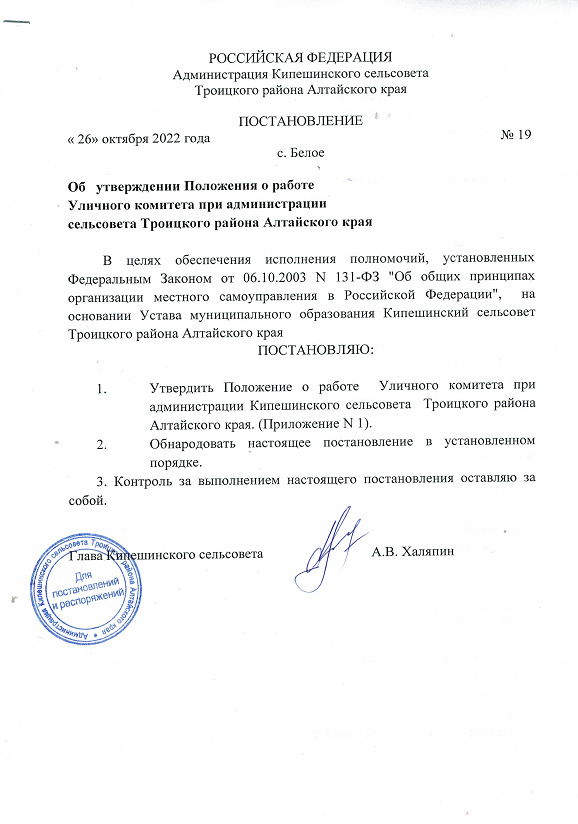 РОССИЙСКАЯ ФЕДЕРАЦИЯ
Администрация Кипешинского сельсовета
Троицкого района Алтайского края
ПОСТАНОВЛЕНИЕ
« 26» октября 2022 года № 19
с. Белое
Об утверждении Положения о работе
Уличного комитета при администрации
сельсовета Троицкого района Алтайского края
В целях обеспечения исполнения полномочий, установленных
Федеральным Законом от 06.10.2003 N 131-ФЗ "Об общих принципах
организации местного самоуправления в Российской Федерации", на
основании Устава муниципального образования Кипешинский сельсовет
Троицкого района Алтайского края
ПОСТАНОВЛЯЮ:
1. Утвердить Положение о работе Уличного комитета при
администрации Кипешинского сельсовета Троицкого района
Алтайского края. (Приложение N 1).
2. Обнародовать настоящее постановление в установленном
порядке.
3. Контроль за выполнением настоящего постановления оставляю за
собой.
Глава Кипешинского сельсовета А.В. Халяпин
Администрация Кипешинского сельсовета Троицкого района Алтайского края
Для
постановлений
и распоряжений